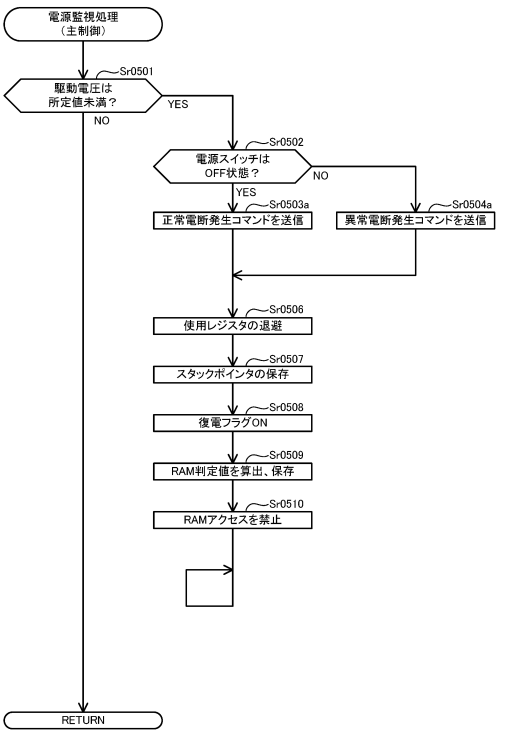 電源監視処理
(主制御)
Sr0501
駆動電圧は
所定値未満？
YES
NO
Sr0502
電源スイッチは
OFF状態？
NO
YES
Sr0503a
正常電断発生コマンドを送信
Sr0504a
異常電断発生コマンドを送信
Sr0506
使用レジスタの退避
Sr0507
スタックポインタの保存
Sr0508
復電フラグON
Sr0509
RAM判定値を算出、保存
Sr0510
RAMアクセスを禁止
RETURN